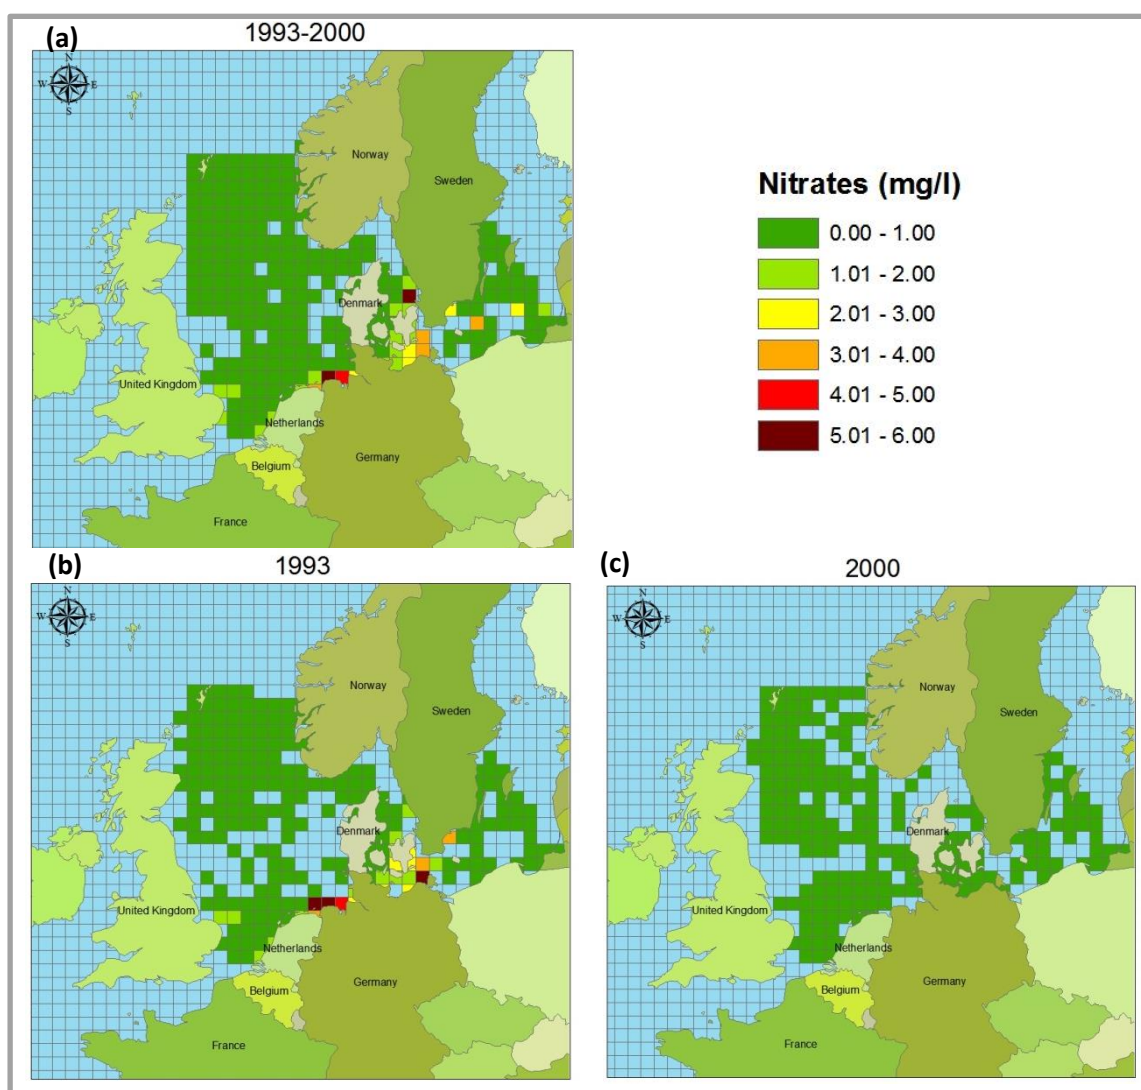 (a)
1993-2000
N
W E
S
Norway
Sweden
Denmark
United Kingdom
Netherlands
Belgium
Germany
France
Nitrates (mg/l)
0.00 - 1.00
1.01 - 2.00
2.01 - 3.00
3.01 - 4.00
4.01 - 5.00
5.01 - 6.00
(b)
1993
N
W E
S
Norway
Sweden
Denmark
United Kingdom
Netherlands
Belgium
Germany
France
(c)
2000
N
W E
S
Norway
Sweden
Denmark
United Kingdom
Netherlands
Belgium
Germany
France